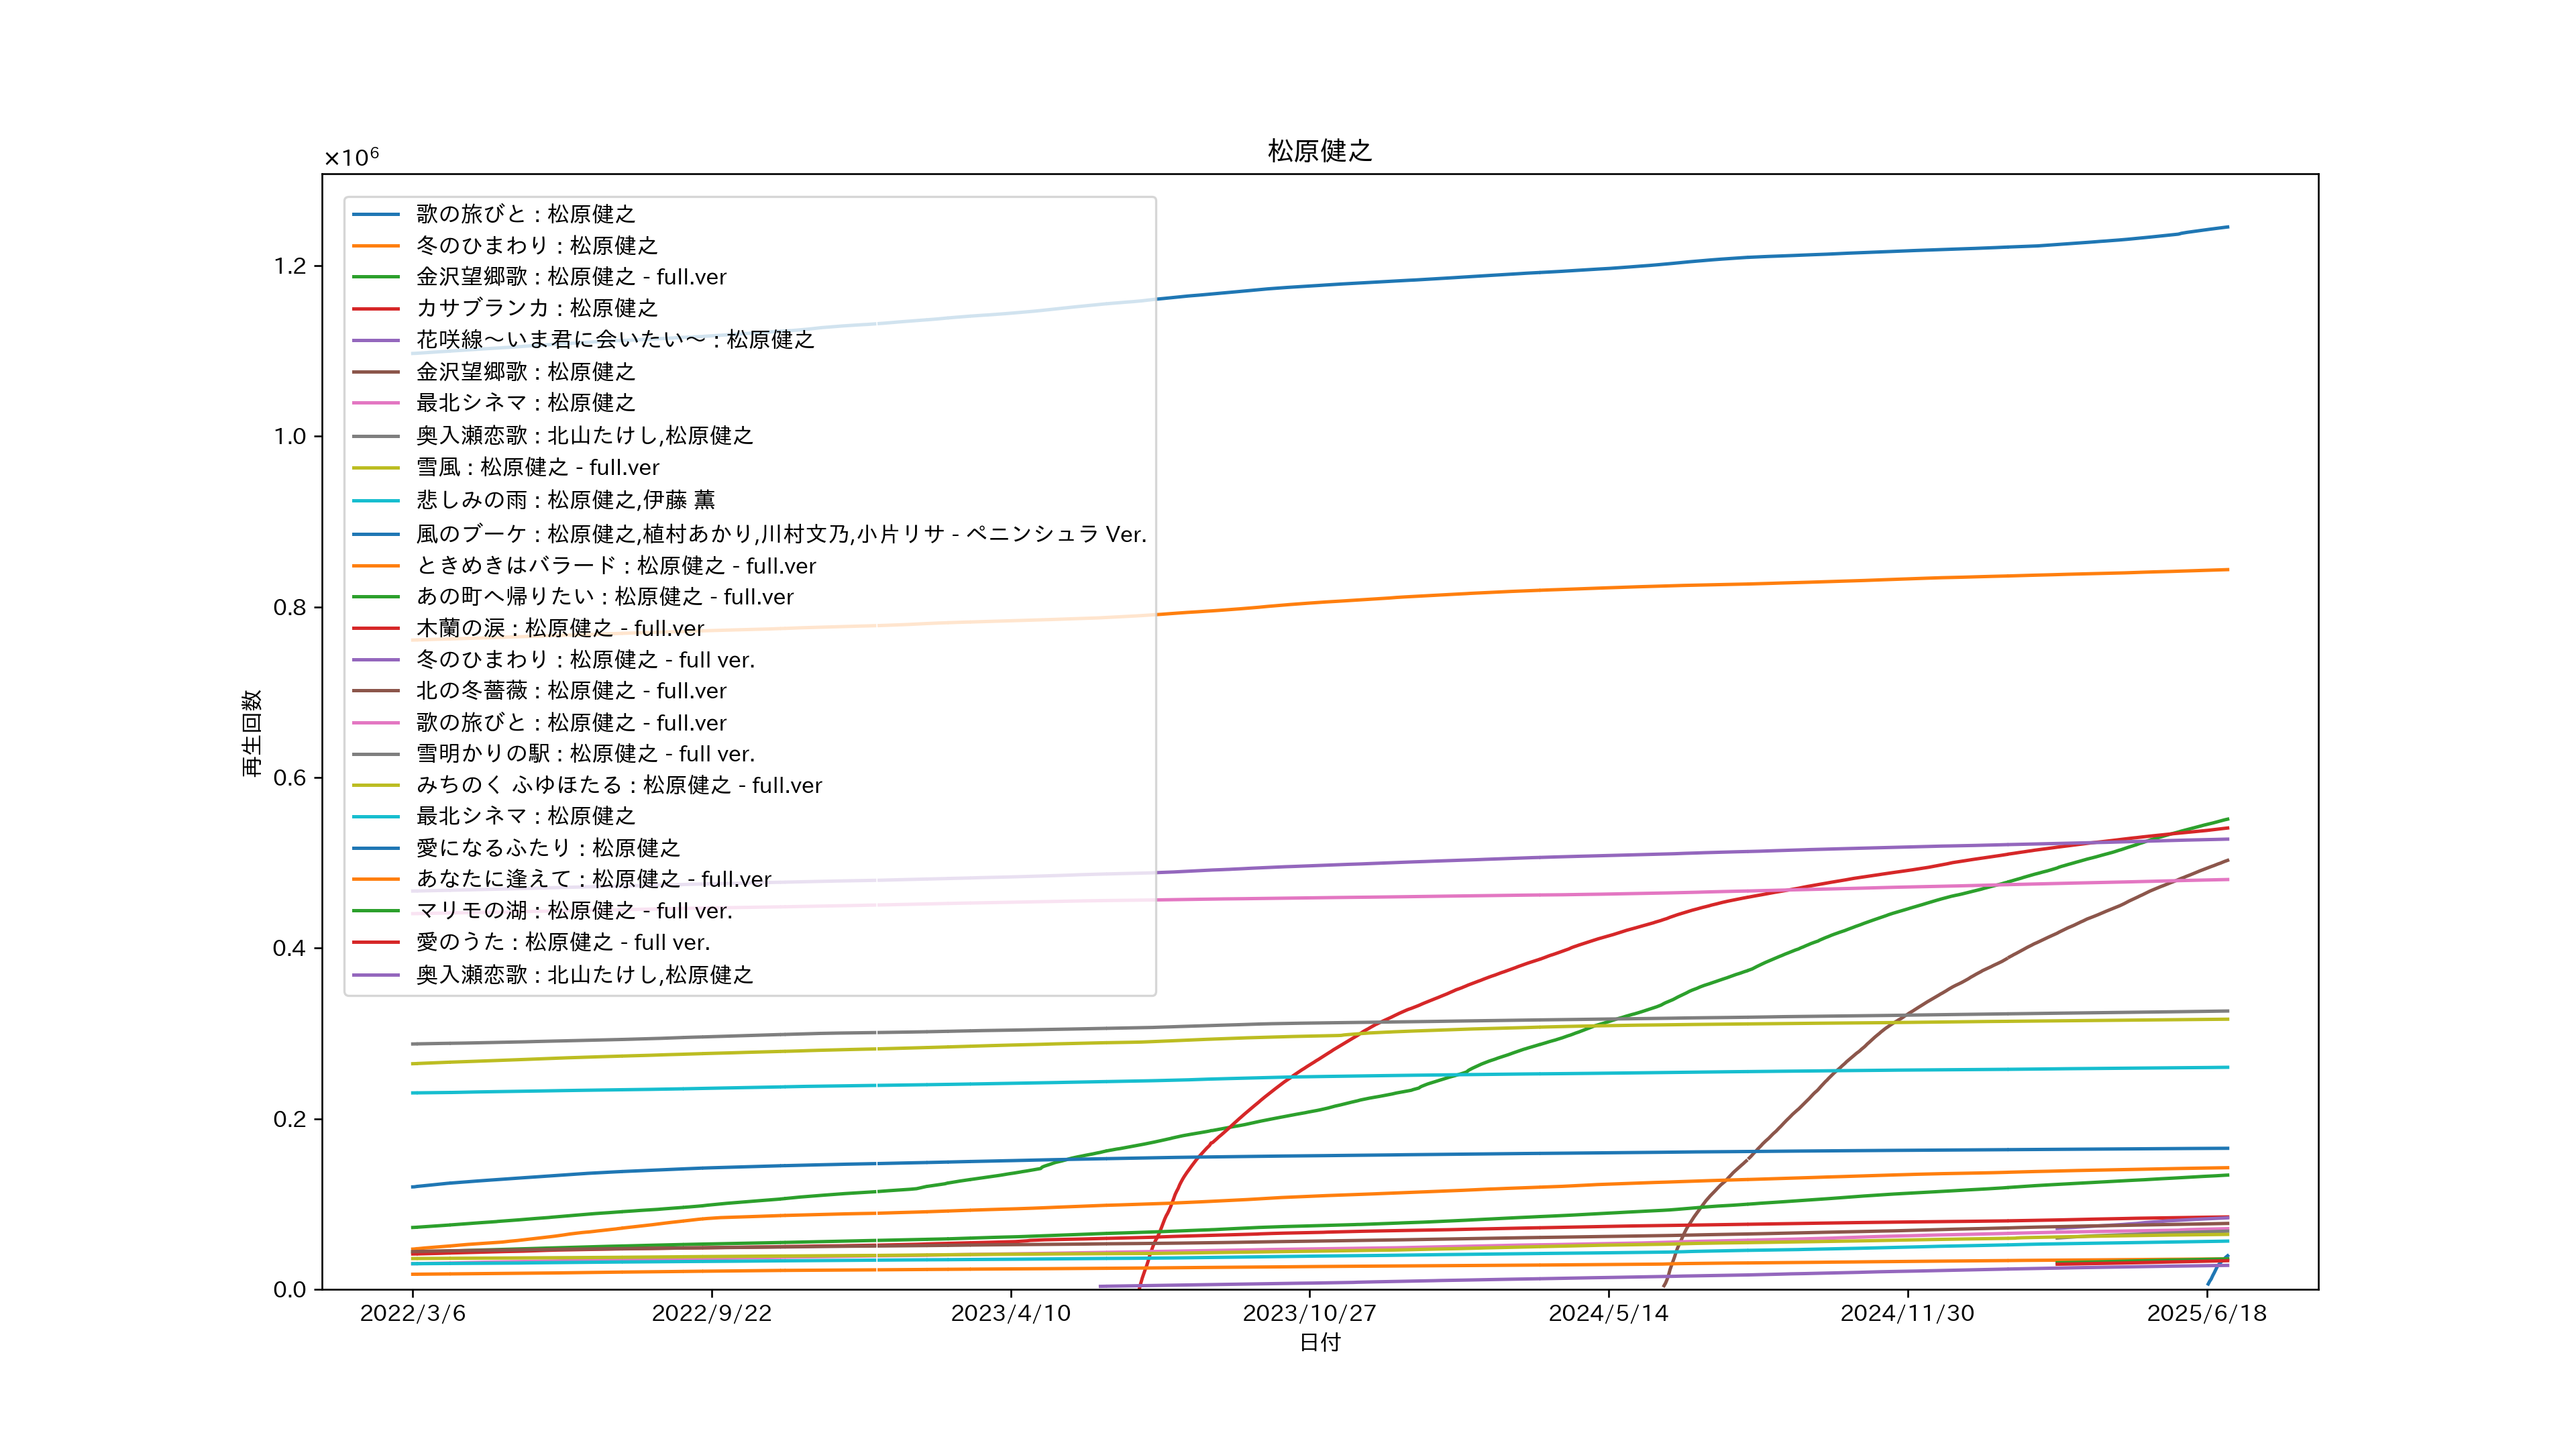 松原健之
×10⁶
歌の旅びと : 松原健之
冬のひまわり : 松原健之
金沢望郷歌 : 松原健之 - full.ver
カサブランカ : 松原健之
花咲線～いま君に会いたい～ : 松原健之
金沢望郷歌 : 松原健之
最北シネマ : 松原健之
奥入瀬恋歌 : 北山たけし,松原健之
雪風 : 松原健之 - full.ver
悲しみの雨 : 松原健之,伊藤 薫
風のブーケ : 松原健之,植村あかり,川村文乃,小片リサ - ペニンシュラ Ver.
ときめきはバラード : 松原健之 - full.ver
あの町へ帰りたい : 松原健之 - full.ver
木蘭の涙 : 松原健之 - full.ver
冬のひまわり : 松原健之 - full ver.
北の冬薔薇 : 松原健之 - full.ver
歌の旅びと : 松原健之 - full.ver
雪明かりの駅 : 松原健之 - full ver.
みちのく ふゆほたる : 松原健之 - full.ver
最北シネマ : 松原健之
愛になるふたり : 松原健之
あなたに逢えて : 松原健之 - full.ver
マリモの湖 : 松原健之 - full ver.
愛のうた : 松原健之 - full ver.
奥入瀬恋歌 : 北山たけし,松原健之
1.2
1.0
0.8
0.6
0.4
0.2
0.0
再生回数
2022/3/6 2022/9/22 2023/4/10 2023/10/27 2024/5/14 2024/11/30 2025/6/18
日付